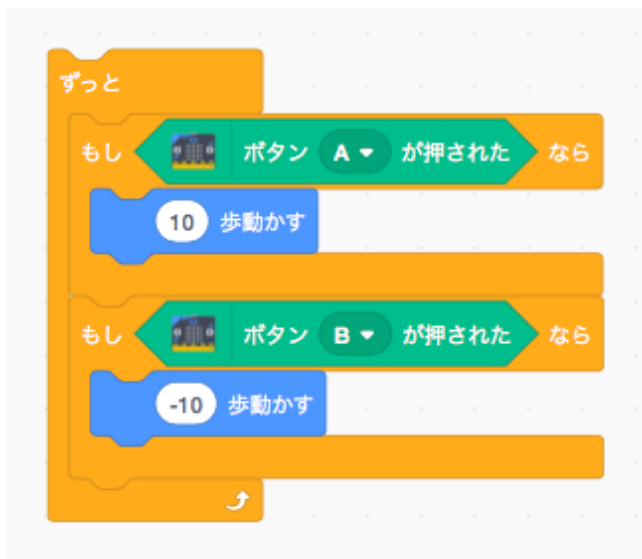 ずっと
もし ボタン A が押された なら
10 歩動かす
もし ボタン B が押された なら
-10 歩動かす